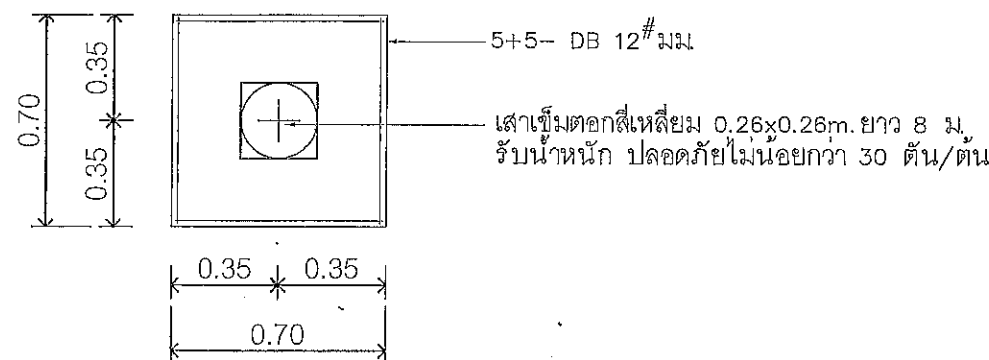 5+5- DB 12# มม.
0.35
0.70
0.35
เสาเข็มตอกสี่เหลี่ยม 0.26x0.26m. ยาว 8 ม.
รับน้ำหนัก ปลอดภัยไม่น้อยกว่า 30 ตัน/ต้น
0.35 0.35
0.70